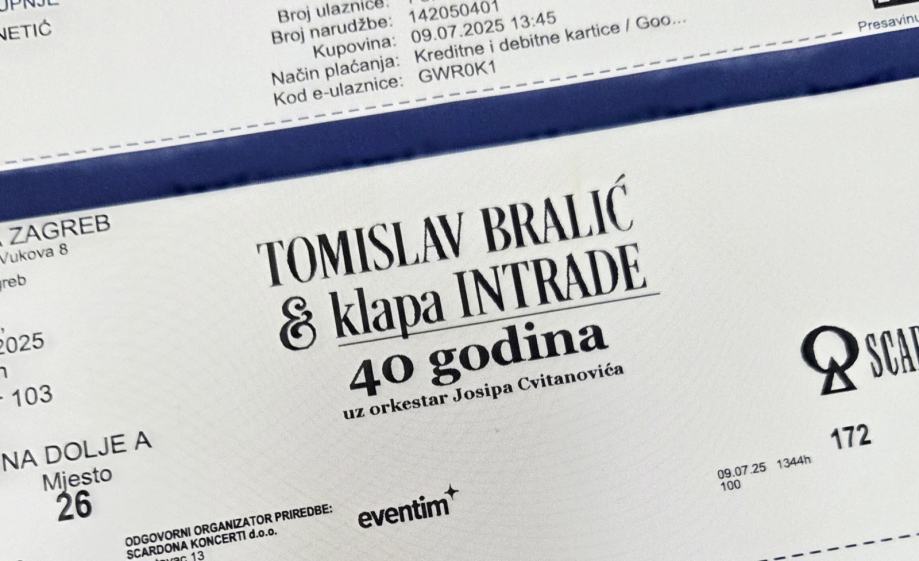 NETIĆ
Broj ulaznice:
Broj narudžbe: 142050401
Kupovina: 09.07.2025 13:45
Način plaćanja: Kreditne i debitne kartice / Goo...
Kod e-ulaznice: GWR0K1
ZAGREB
Vukova 8
TOMISLAV BRALIĆ
& klapa INTRADE
40 godina
uz orkestar Josipa Cvitanovića
2025
103
NA DOLJE A
Mjesto
26
172
09.07.25 1344h
100
eventim
ODGOVORNI ORGANIZATOR PRIREDBE:
SCARDONA KONCERTI d.o.o.
13